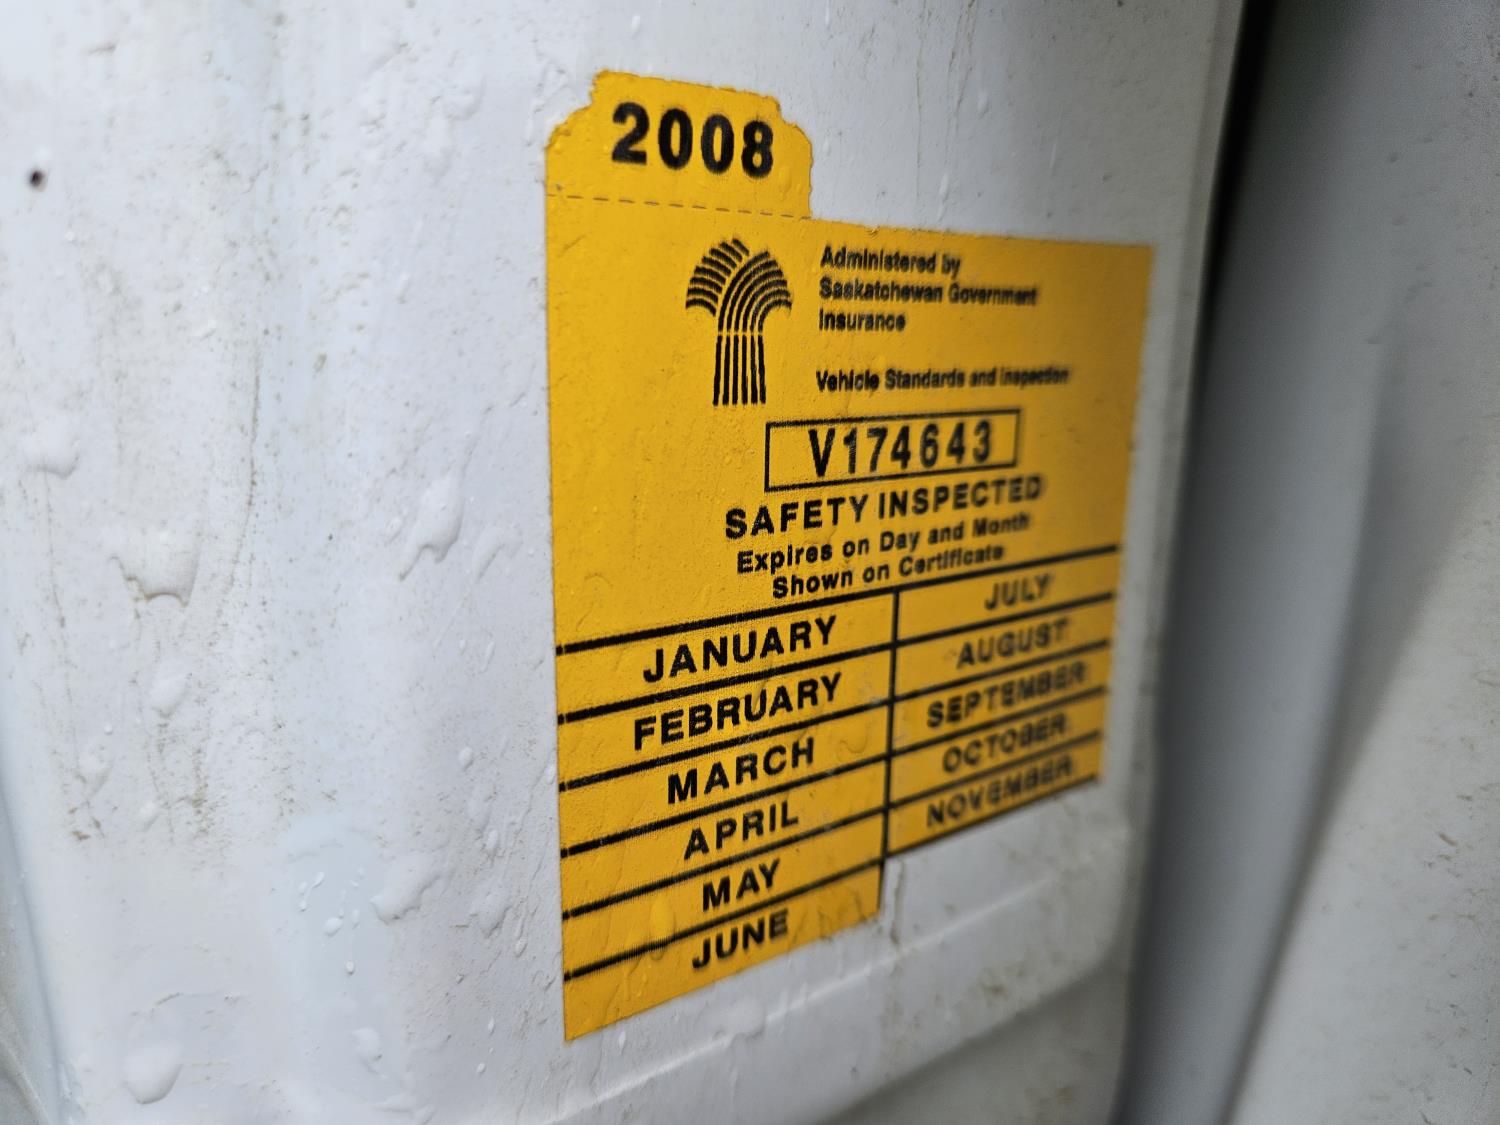 2008
Administered by
Saskatchewan Government
Insurance
Vehicle Standards and Inspection
V174643
SAFETY INSPECTED
Expires on Day and Month
Shown on Certificate
JANUARY
FEBRUARY
MARCH
APRIL
MAY
JUNE
JULY
AUGUST
SEPTEMBER
OCTOBER
NOVEMBER